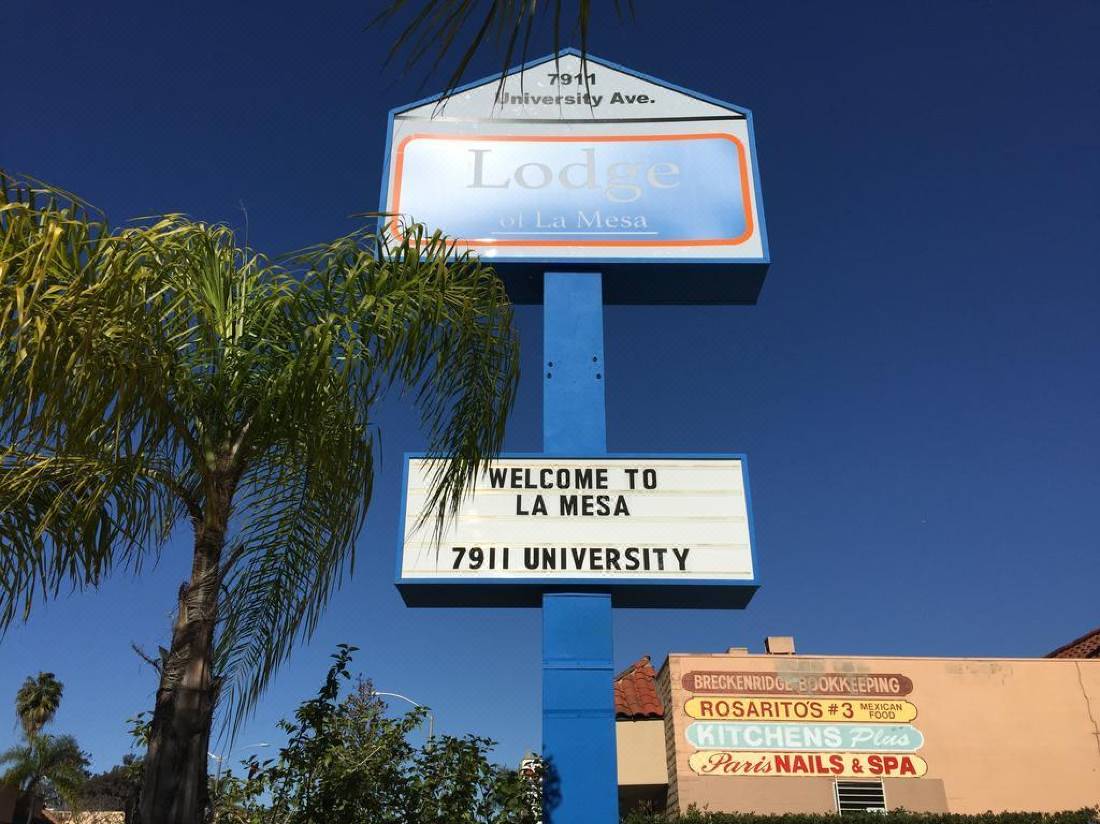 7911
University Ave.
Lodge
of La Mesa
WELCOME TO
LA MESA
7911 UNIVERSITY
BRECKENRIDGE BOOKKEEPING
ROSARITO'S #3 MEXICAN FOOD
KITCHENS Plus
Paris NAILS & SPA